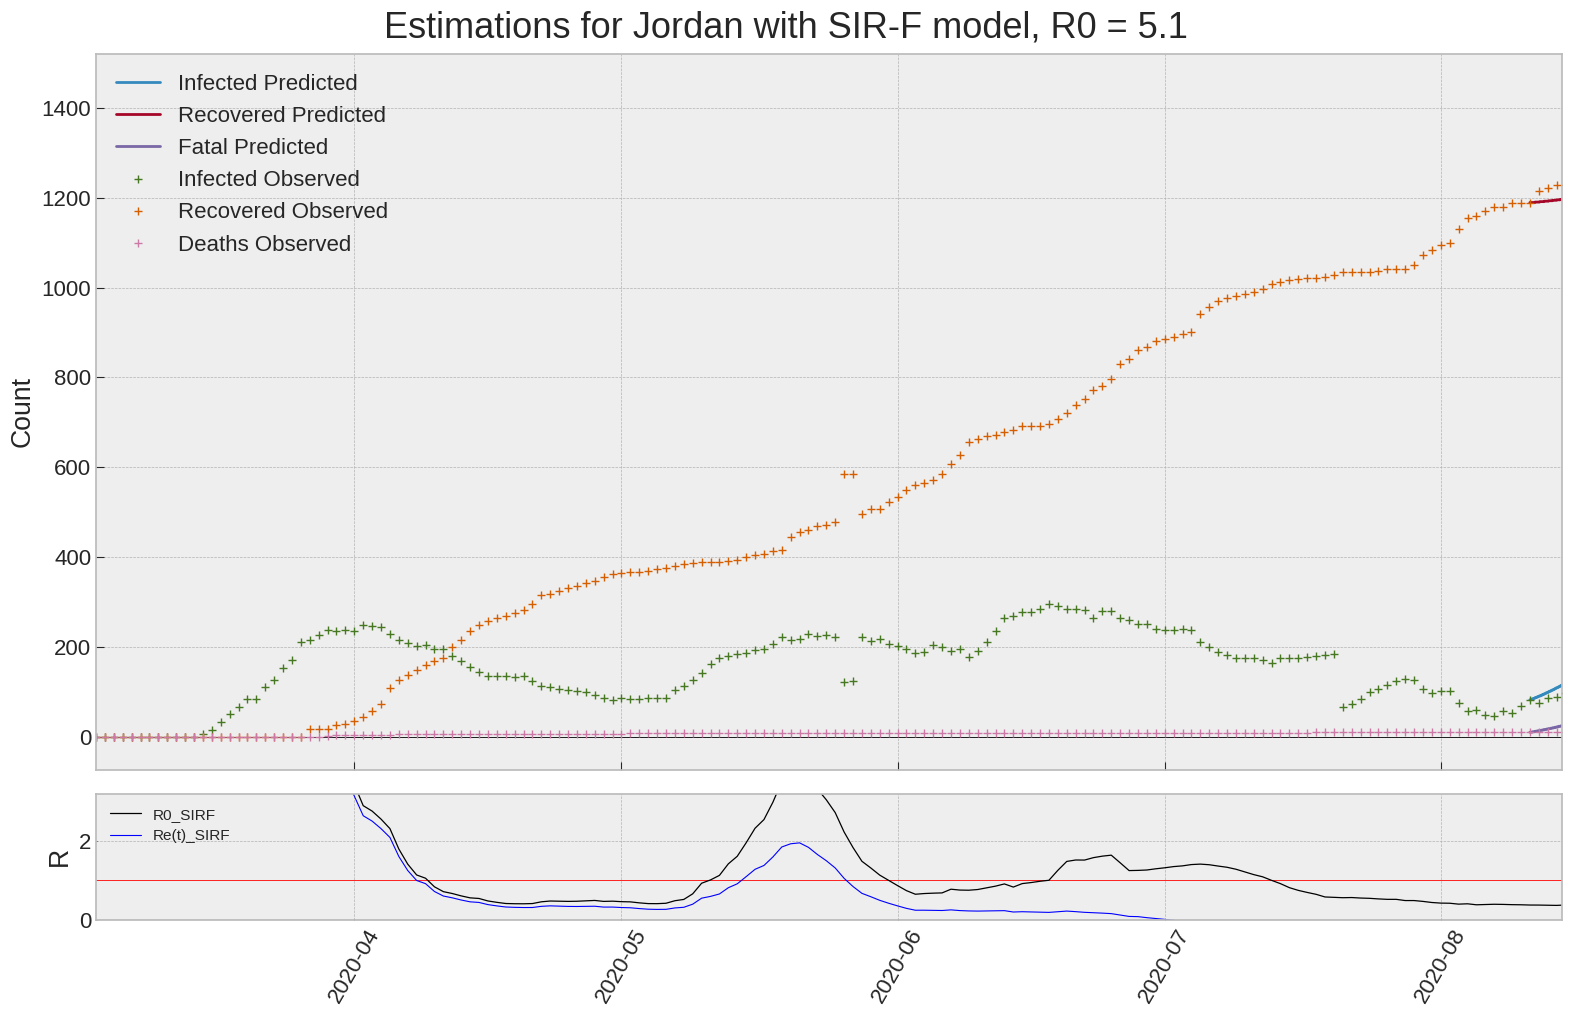 Estimations for Jordan with SIR-F model, R0 = 5.1
Infected Predicted
Recovered Predicted
Fatal Predicted
Infected Observed
Recovered Observed
Deaths Observed
1400
1200
1000
800
600
400
200
0
Count
R0_SIRF
Re(t)_SIRF
2
0
R
2020-04
2020-05
2020-06
2020-07
2020-08